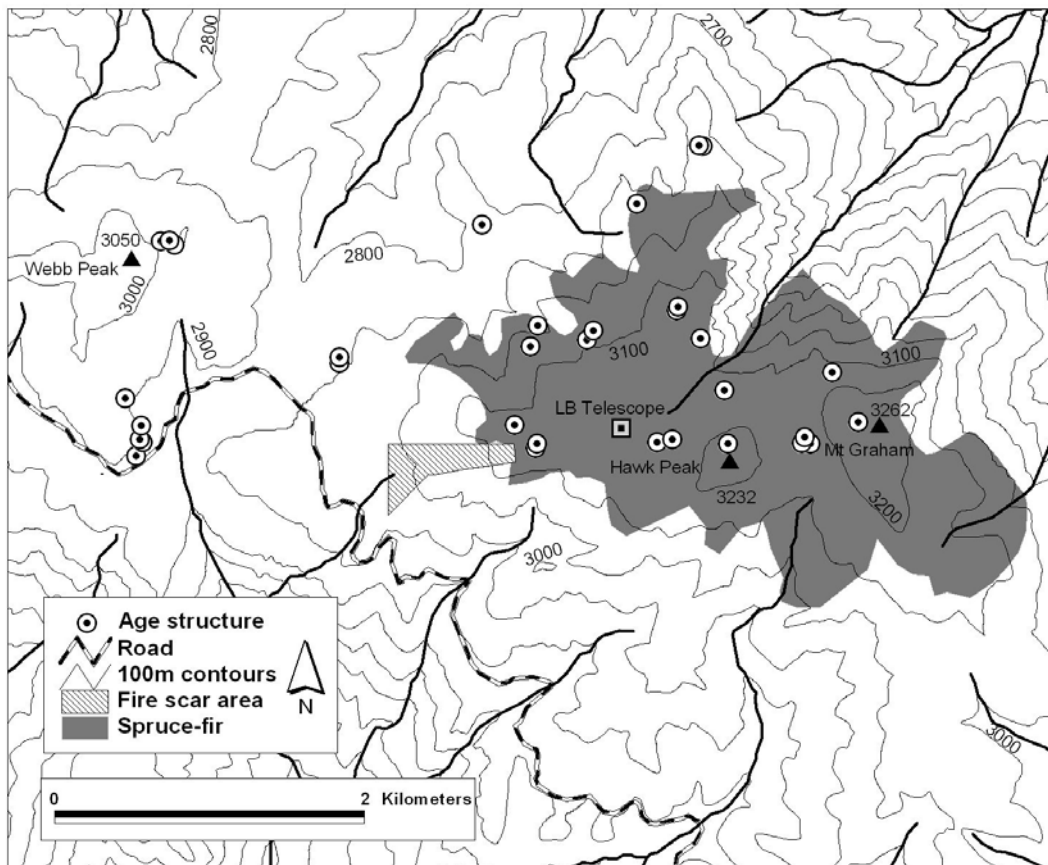 2800
2700
3050
Webb Peak
2800
3000
2900
3100
3100
LB Telescope
3262
Mt Graham
Hawk Peak
3232
3200
3000
Age structure
Road
100m contours
Fire scar area
Spruce-fir
N
3000
0 2 Kilometers